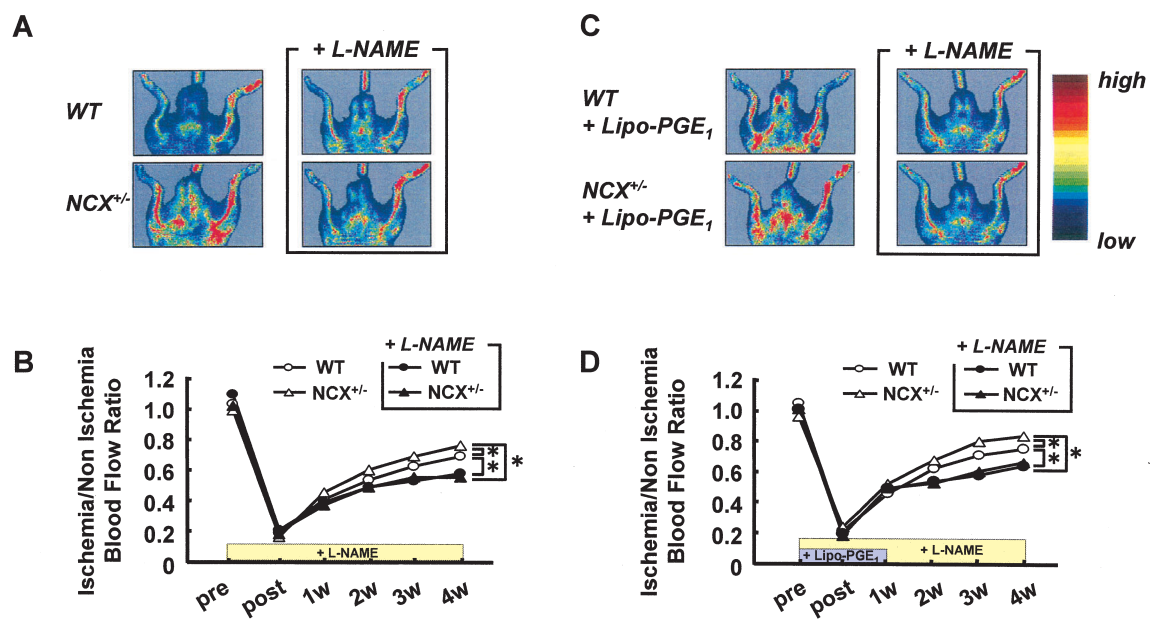 A
+ L-NAME
WT
NCX+/-
C
+ L-NAME
WT
+ Lipo-PGE1
NCX+/-
+ Lipo-PGE1
high
low
B
+ L-NAME
WT
WT
NCX+/-
NCX+/-
Ischemia/Non Ischemia
Blood Flow Ratio
1.2
1.0
0.8
0.6
0.4
0.2
0
*
*
*
+ L-NAME
pre
post
1w
2w
3w
4w
D
+ L-NAME
WT
WT
NCX+/-
NCX+/-
Ischemia/Non Ischemia
Blood Flow Ratio
1.2
1.0
0.8
0.6
0.4
0.2
0
*
*
*
+ Lipo-PGE1
+ L-NAME
pre
post
1w
2w
3w
4w